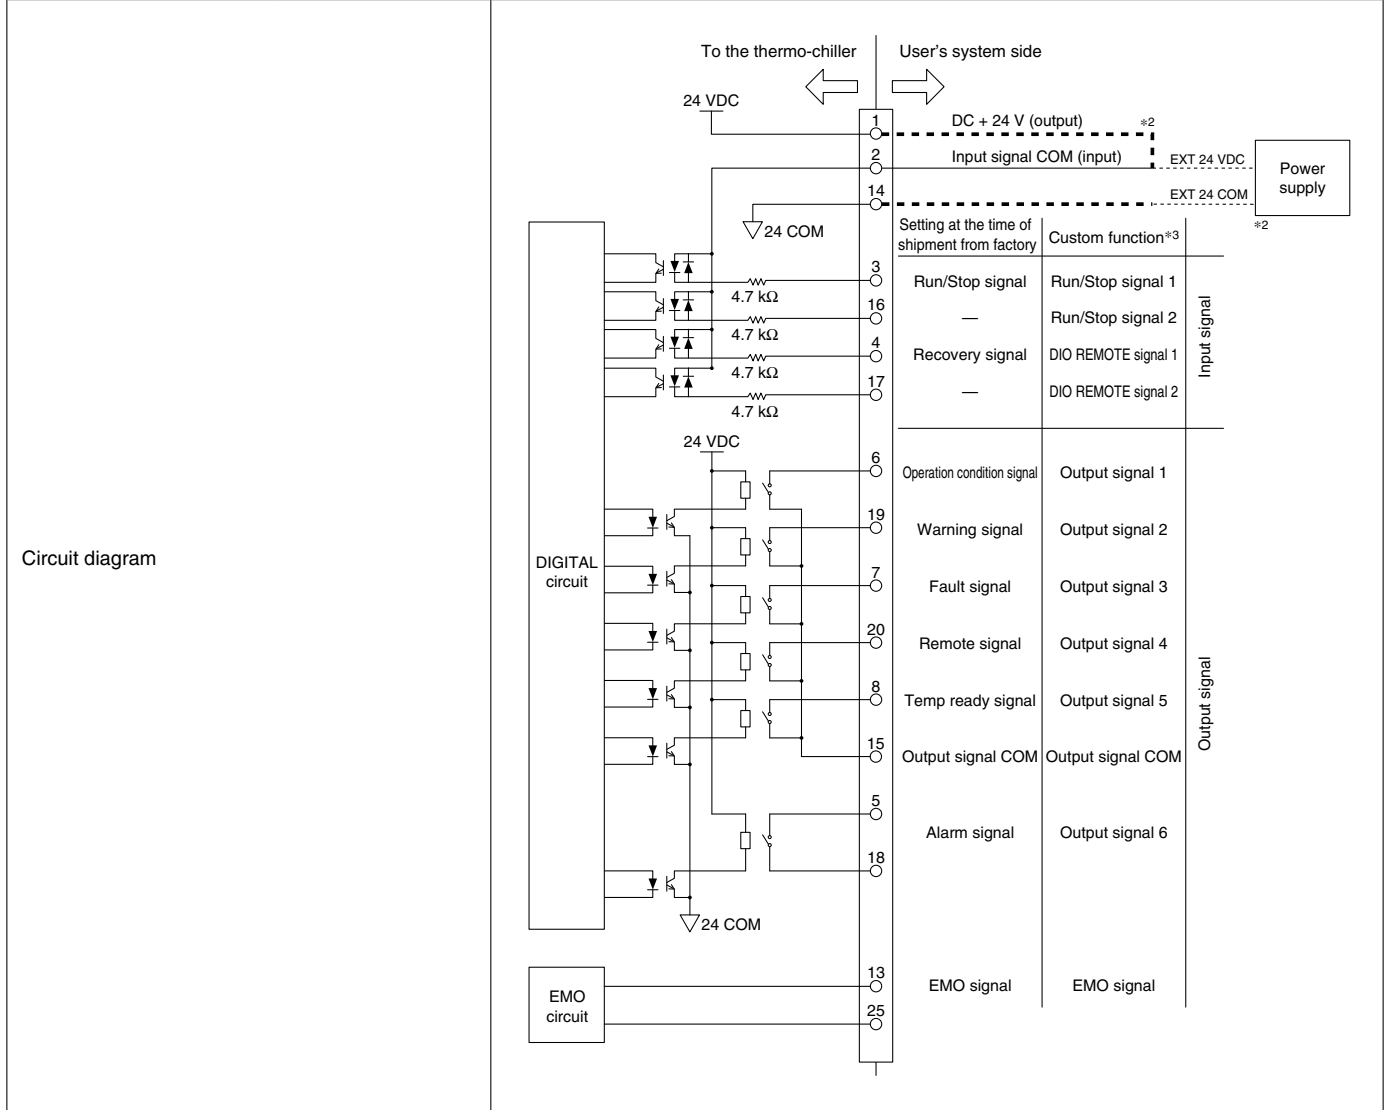 Circuit diagram
To the thermo-chiller
User's system side
24 VDC
1
DC + 24 V (output)
*2
2
Input signal COM (input)
EXT 24 VDC
Power
supply
14
EXT 24 COM
*2
24 COM
Setting at the time of
shipment from factory
Custom function*3
3
Run/Stop signal
Run/Stop signal 1
4.7 kΩ
16
—
Run/Stop signal 2
4.7 kΩ
4
Recovery signal
DIO REMOTE signal 1
4.7 kΩ
17
—
DIO REMOTE signal 2
4.7 kΩ
Input signal
24 VDC
6
Operation condition signal
Output signal 1
19
Warning signal
Output signal 2
DIGITAL
circuit
7
Fault signal
Output signal 3
20
Remote signal
Output signal 4
8
Temp ready signal
Output signal 5
Output signal
15
Output signal COM
Output signal COM
5
Alarm signal
Output signal 6
18
24 COM
EMO
circuit
13
EMO signal
EMO signal
25